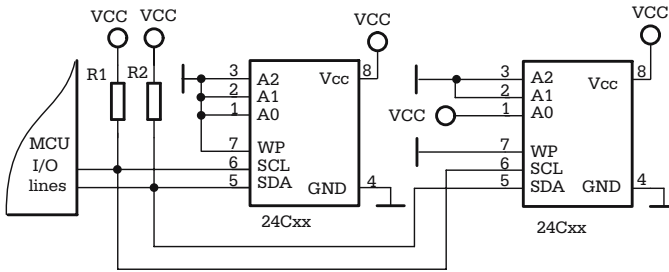 VCC VCC
R1 R2
MCU
I/O
lines
VCC
3 A2
2 A1
1 A0
7 WP
6 SCL
5 SDA
Vcc 8
GND 4
24Cxx
VCC
VCC
3 A2
2 A1
1 A0
7 WP
6 SCL
5 SDA
Vcc 8
GND 4
24Cxx